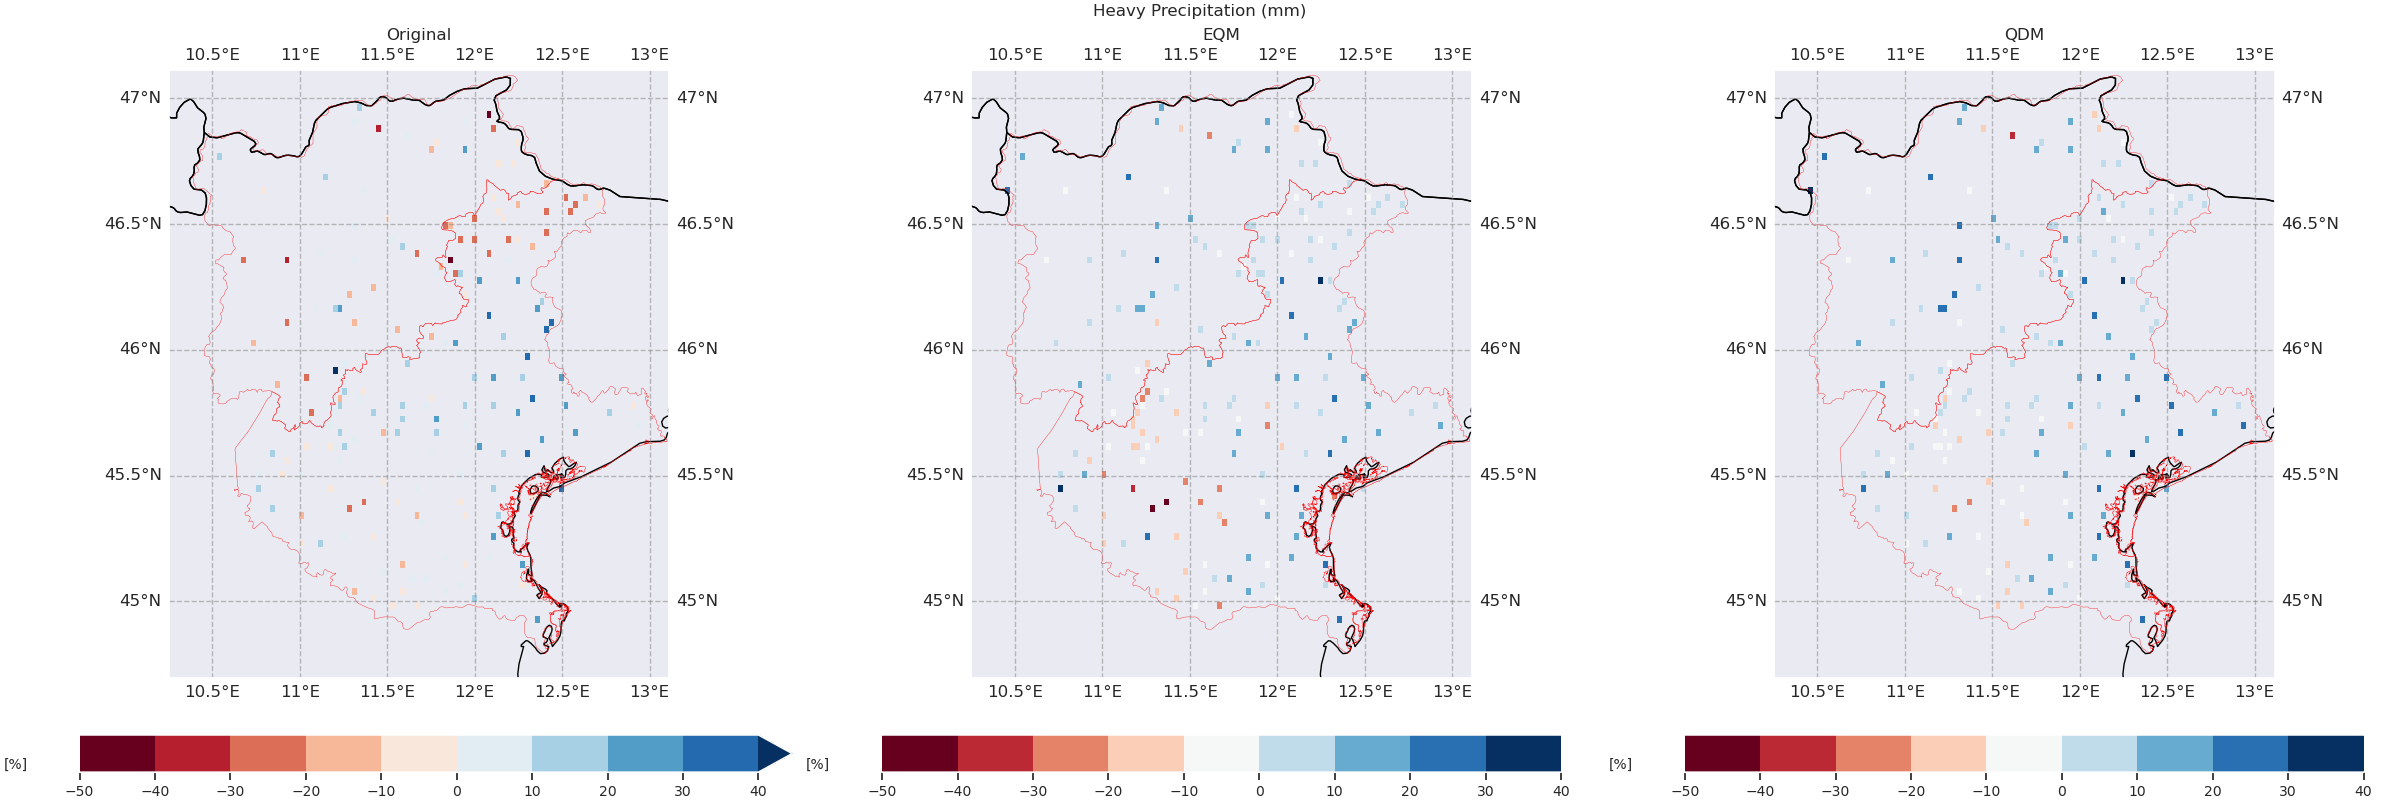 Heavy Precipitation (mm)
Original
EQM
QDM
10.5°E 11°E 11.5°E 12°E 12.5°E 13°E
10.5°E 11°E 11.5°E 12°E 12.5°E 13°E
10.5°E 11°E 11.5°E 12°E 12.5°E 13°E
47°N 47°N 47°N 47°N 47°N 47°N
46.5°N 46.5°N 46.5°N 46.5°N 46.5°N 46.5°N
46°N 46°N 46°N 46°N 46°N 46°N
45.5°N 45.5°N 45.5°N 45.5°N 45.5°N 45.5°N
45°N 45°N 45°N 45°N 45°N 45°N
10.5°E 11°E 11.5°E 12°E 12.5°E 13°E
10.5°E 11°E 11.5°E 12°E 12.5°E 13°E
10.5°E 11°E 11.5°E 12°E 12.5°E 13°E
[%]
−50 −40 −30 −20 −10 0 10 20 30 40
[%]
−50 −40 −30 −20 −10 0 10 20 30 40
[%]
−50 −40 −30 −20 −10 0 10 20 30 40